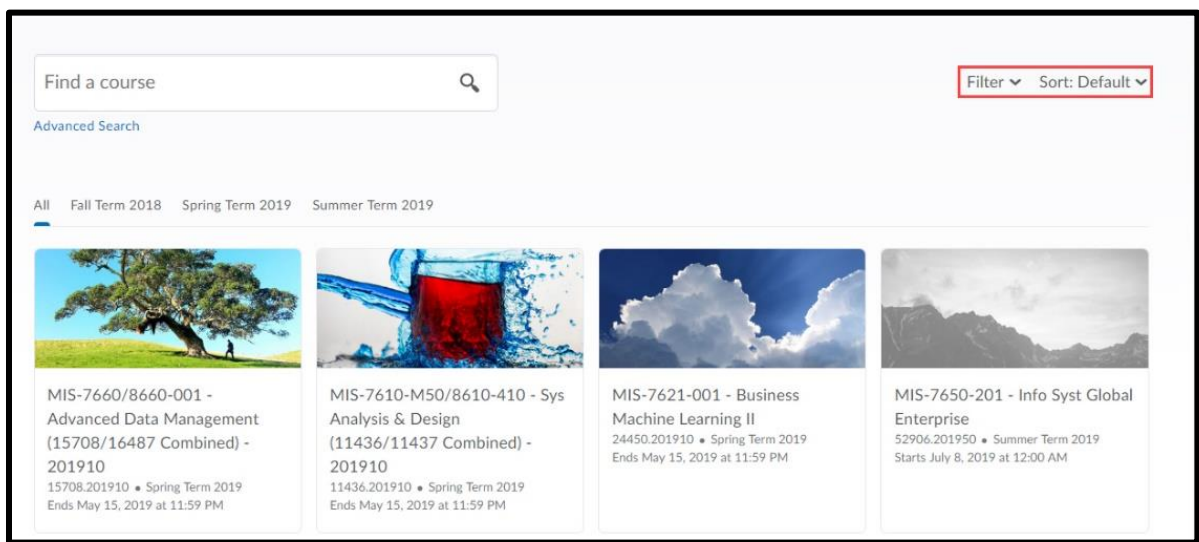 Find a course
Filter Sort: Default
Advanced Search
All Fall Term 2018 Spring Term 2019 Summer Term 2019
MIS-7660/8660-001 -
Advanced Data Management
(15708/16487 Combined) -
201910
15708.201910 • Spring Term 2019
Ends May 15, 2019 at 11:59 PM
MIS-7610-M50/8610-410 - Sys
Analysis & Design
(11436/11437 Combined) -
201910
11436.201910 • Spring Term 2019
Ends May 15, 2019 at 11:59 PM
MIS-7621-001 - Business
Machine Learning II
24450.201910 • Spring Term 2019
Ends May 15, 2019 at 11:59 PM
MIS-7650-201 - Info Syst Global
Enterprise
52906.201950 • Summer Term 2019
Starts July 8, 2019 at 12:00 AM